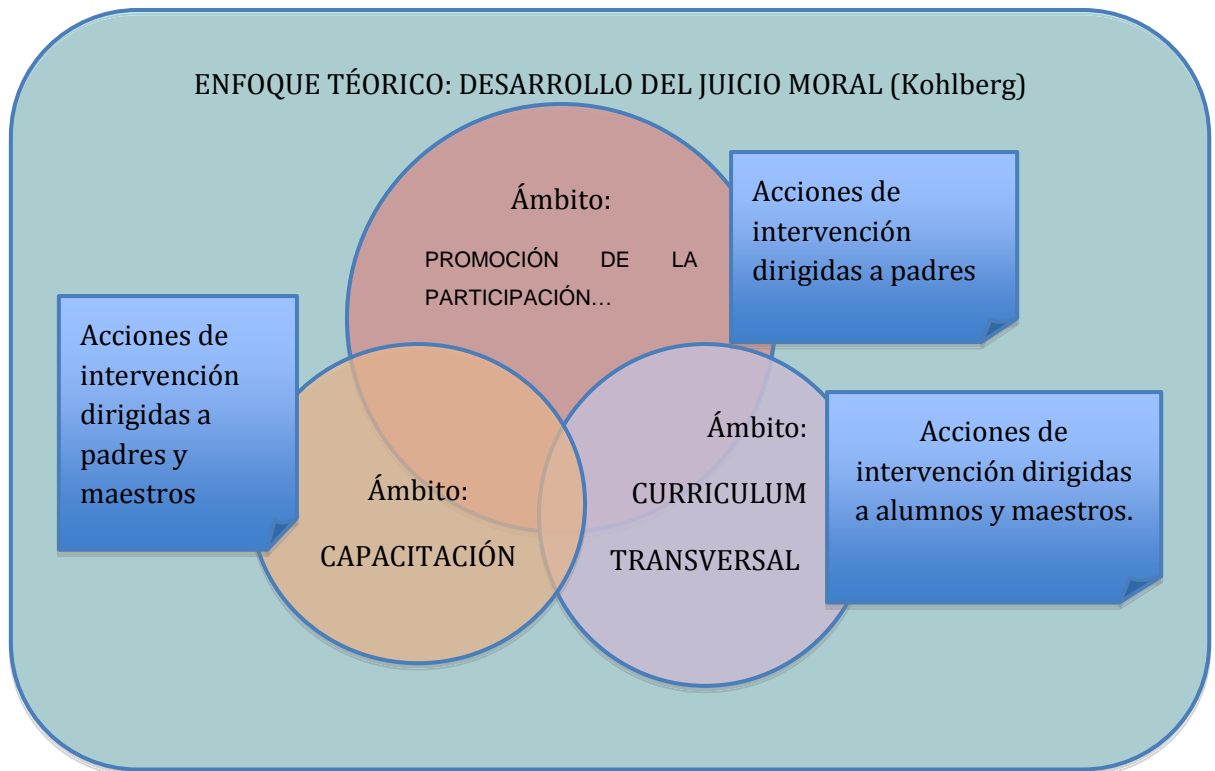 ENFOQUE TÉORICO: DESARROLLO DEL JUICIO MORAL (Kohlberg)
Ámbito:
PROMOCIÓN DE LA
PARTICIPACIÓN…
Acciones de
intervención
dirigidas a padres
Acciones de
intervención
dirigidas a
padres y
maestros
Ámbito:
CAPACITACIÓN
Ámbito:
CURRICULUM
TRANSVERSAL
Acciones de
intervención dirigidas
a alumnos y maestros.